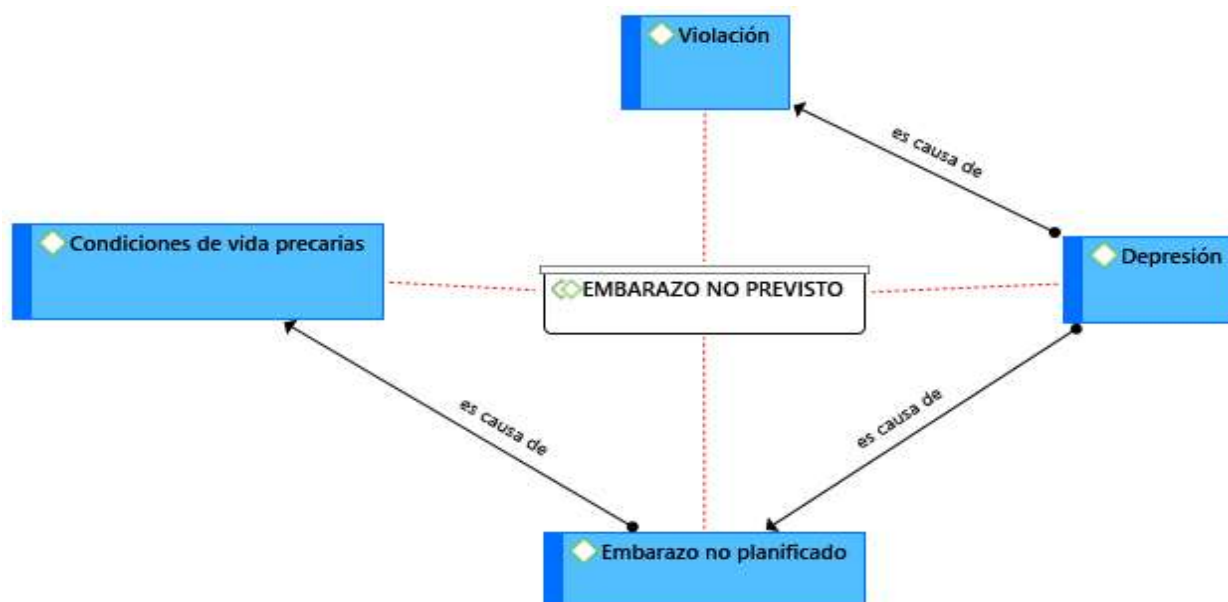 Violación
es causa de
Condiciones de vida precarias
Depresión
EMBARAZO NO PREVISTO
es causa de
es causa de
Embarazo no planificado